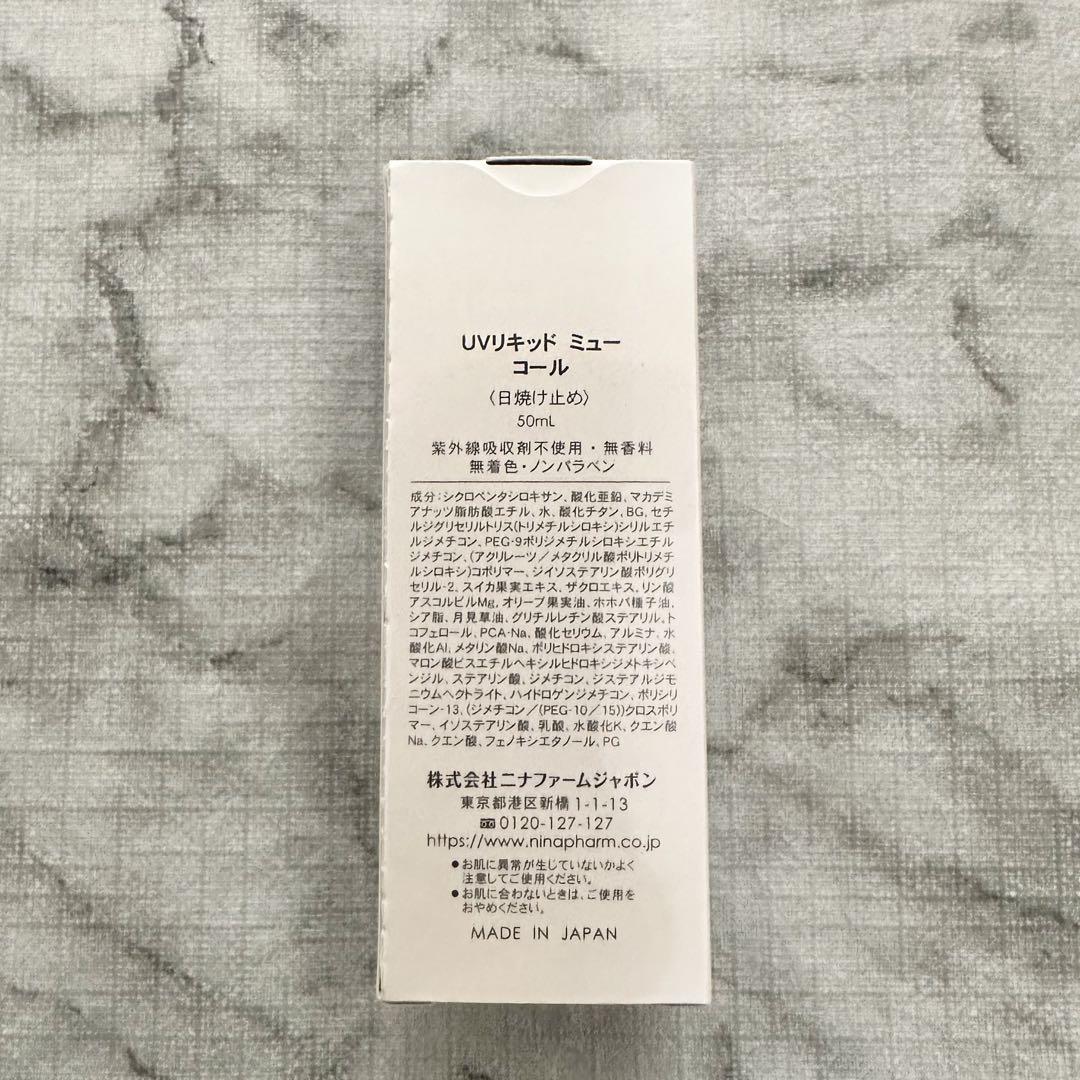 UVリキッド ミュー
コール
〈日焼け止め〉
50mL
紫外線吸収剤不使用・無香料
無着色・ノンパラベン
成分：シクロペンタシロキサン、酸化亜鉛、マカデミ
アナッツ脂肪酸エチル、水、酸化チタン、BG、セチ
ルジグリセリルトリス(トリメチルシロキシ)シリルエチ
ルジメチコン、PEG-9ポリジメチルシロキシエチル
ジメチコン、(アクリレーツ／メタクリル酸ポリトリメチ
ルシロキシ)コポリマー、ジイソステアリン酸ポリグリ
セリル-2、スイカ果実エキス、ザクロエキス、リン酸
アスコルビルMg、オリーブ果実油、ホホバ種子油、
シア脂、月見草油、グリチルレチン酸ステアリル、ト
コフェロール、PCA-Na、酸化セリウム、アルミナ、水
酸化Al、メタリン酸Na、ポリヒドロキシステアリン酸、
マロン酸ビスエチルヘキシルヒドロキシジメトキシベ
ンジル、ステアリン酸、ジメチコン、ジステアルジモ
ニウムヘクトライト、ハイドロゲンジメチコン、ポリシリ
コーン-13、(ジメチコン／(PEG-10／15))クロスポリ
マー、イソステアリン酸、乳酸、水酸化K、クエン酸
Na、クエン酸、フェノキシエタノール、PG
株式会社ニナファームジャポン
東京都港区新橋1-1-13
0120-127-127
https://www.ninapharm.co.jp
●お肌に異常が生じていないかよく
注意してご使用ください。
●お肌に合わないときは、ご使用を
おやめください。
MADE IN JAPAN